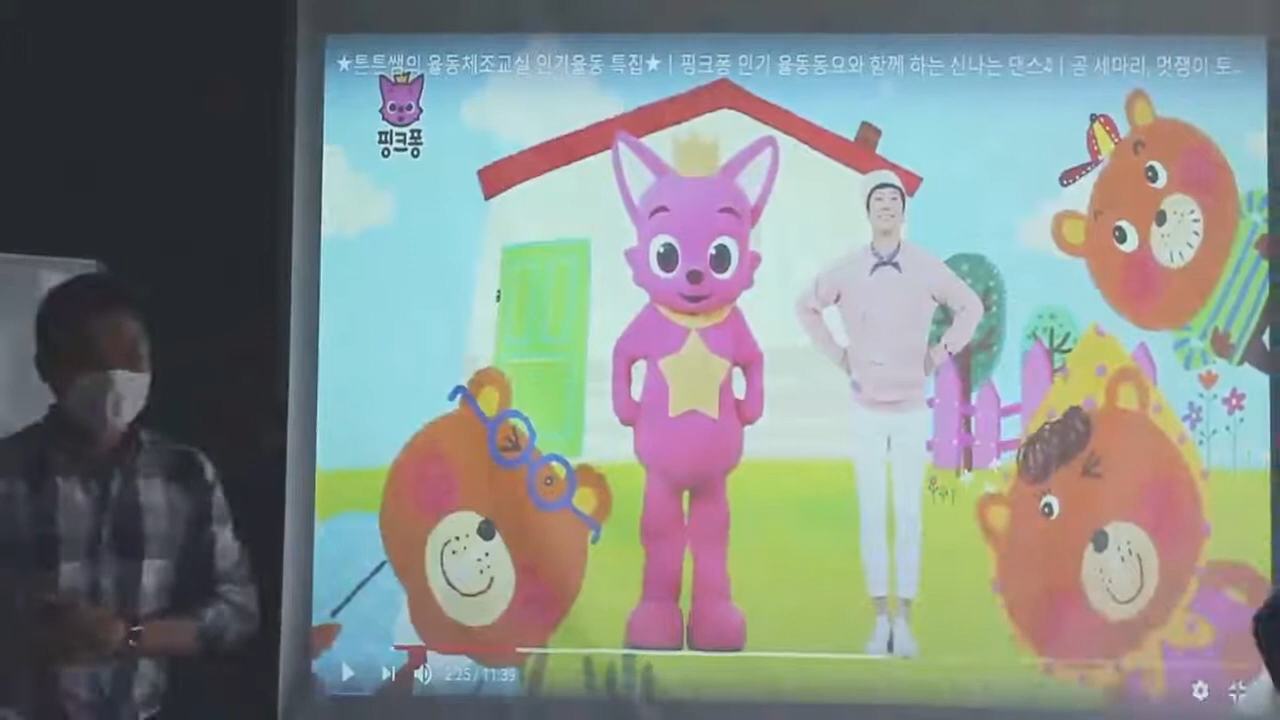 ★튼튼쌤의 율동체조교실 인기율동 특집★ | 핑크퐁 인기 율동동요와 함께 하는 신나는 댄스♫ | 곰 세마리, 멋쟁이 토...
핑크퐁
2:25 / 11:39